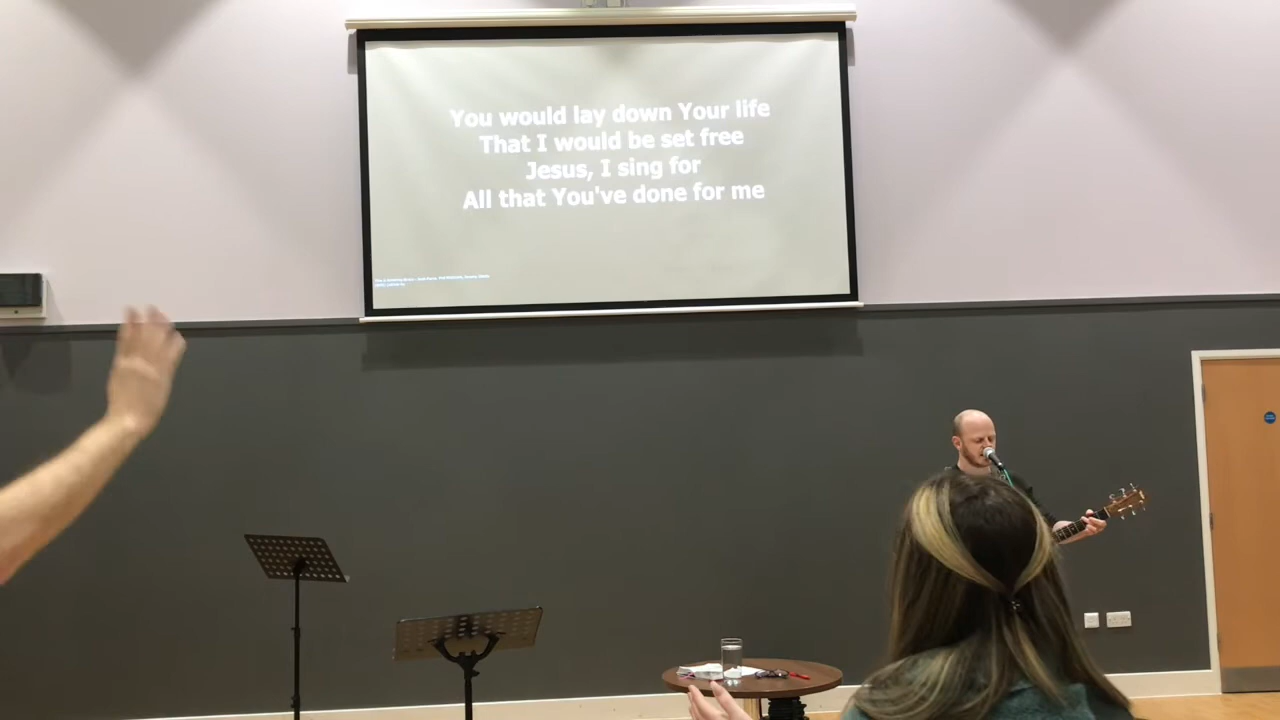 You would lay down Your life
That I would be set free
Jesus, I sing for
All that You've done for me